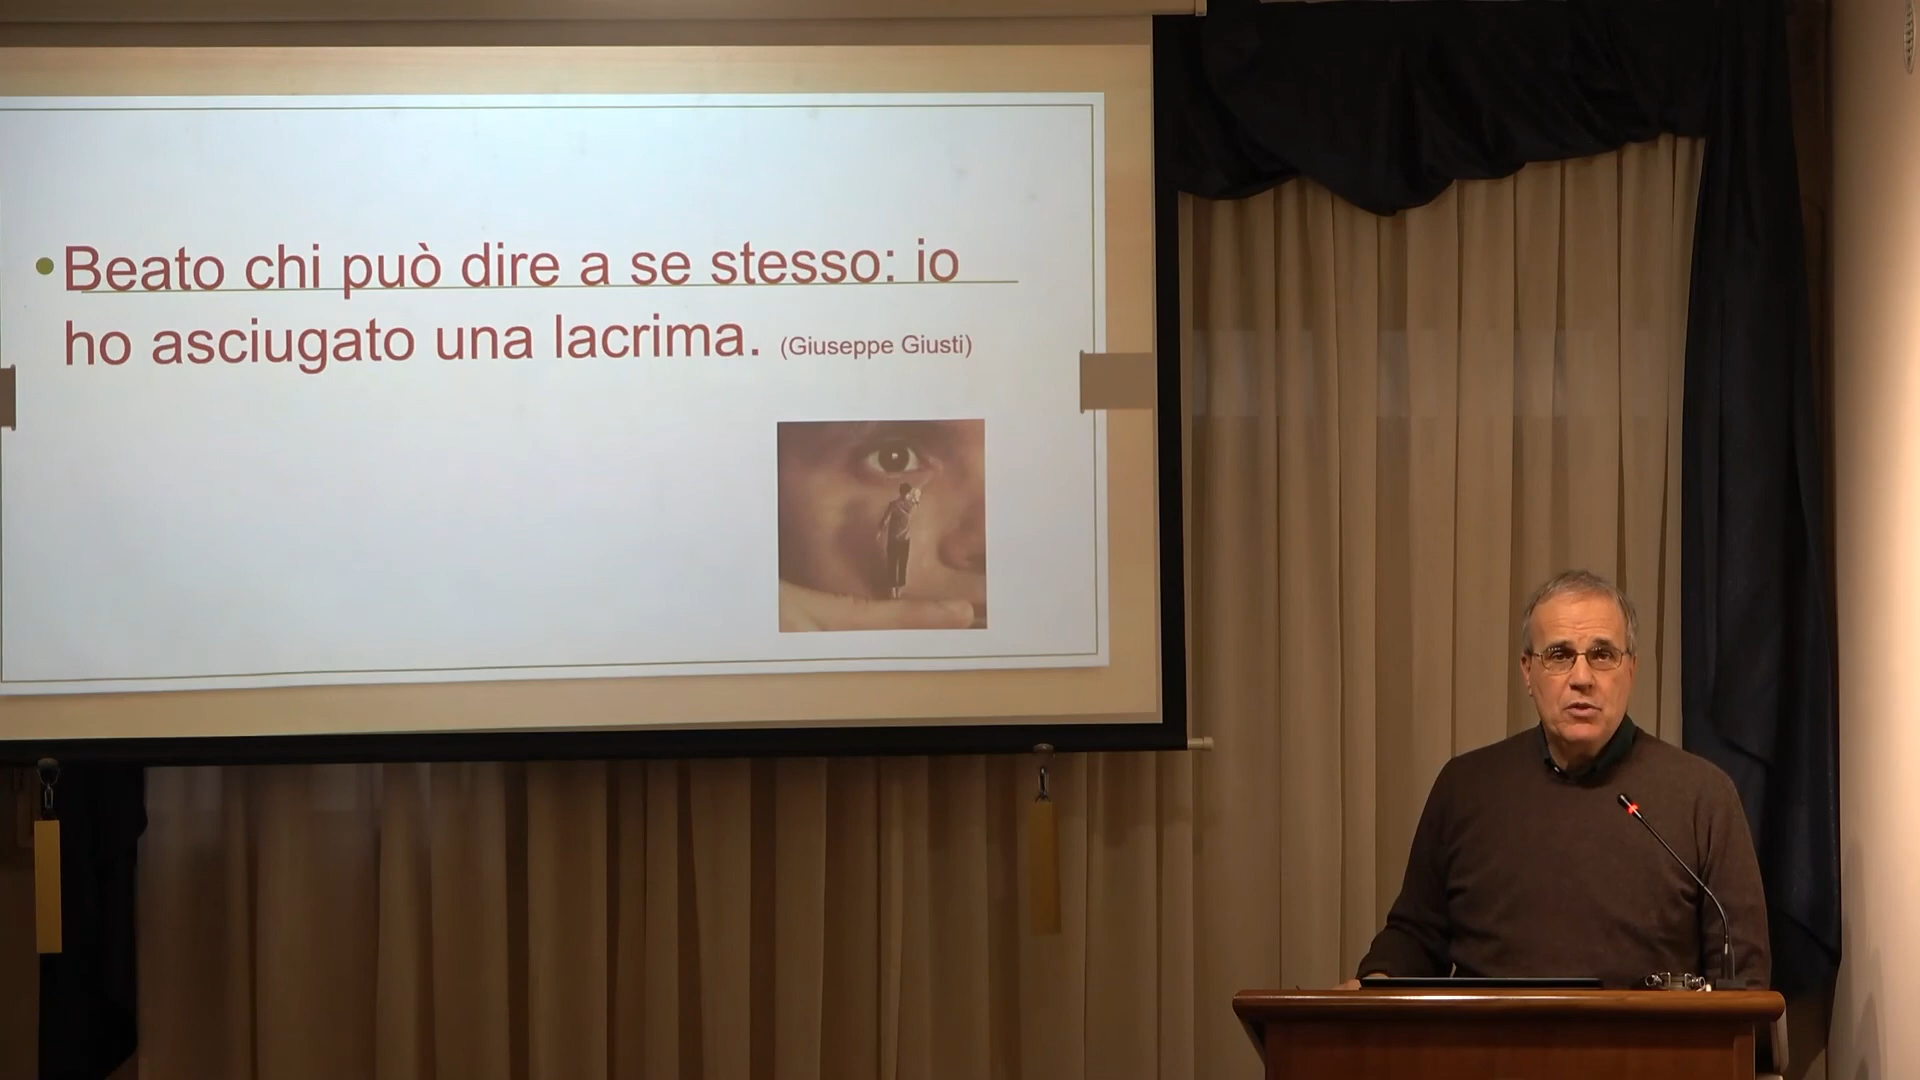 • Beato chi può dire a se stesso: io
ho asciugato una lacrima. (Giuseppe Giusti)